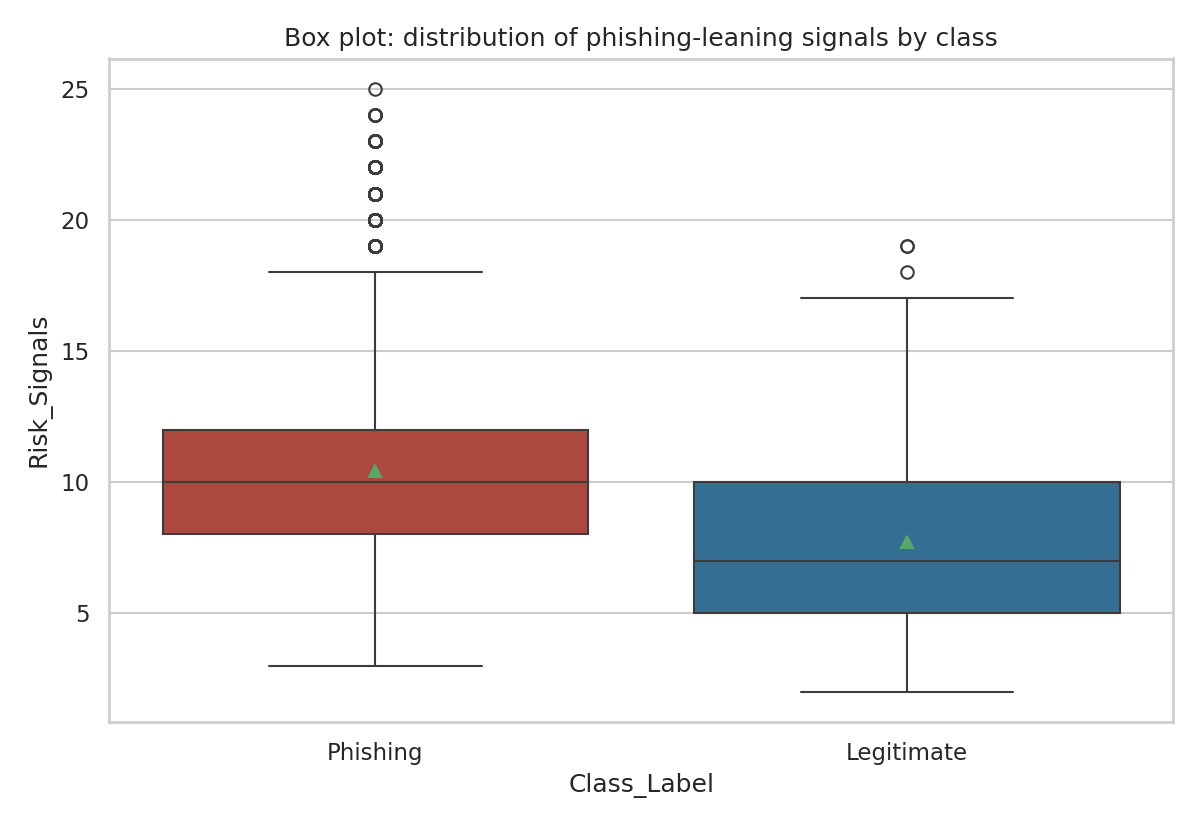 Box plot: distribution of phishing-leaning signals by class
Risk_Signals
25
20
15
10
5
Phishing
Legitimate
Class_Label